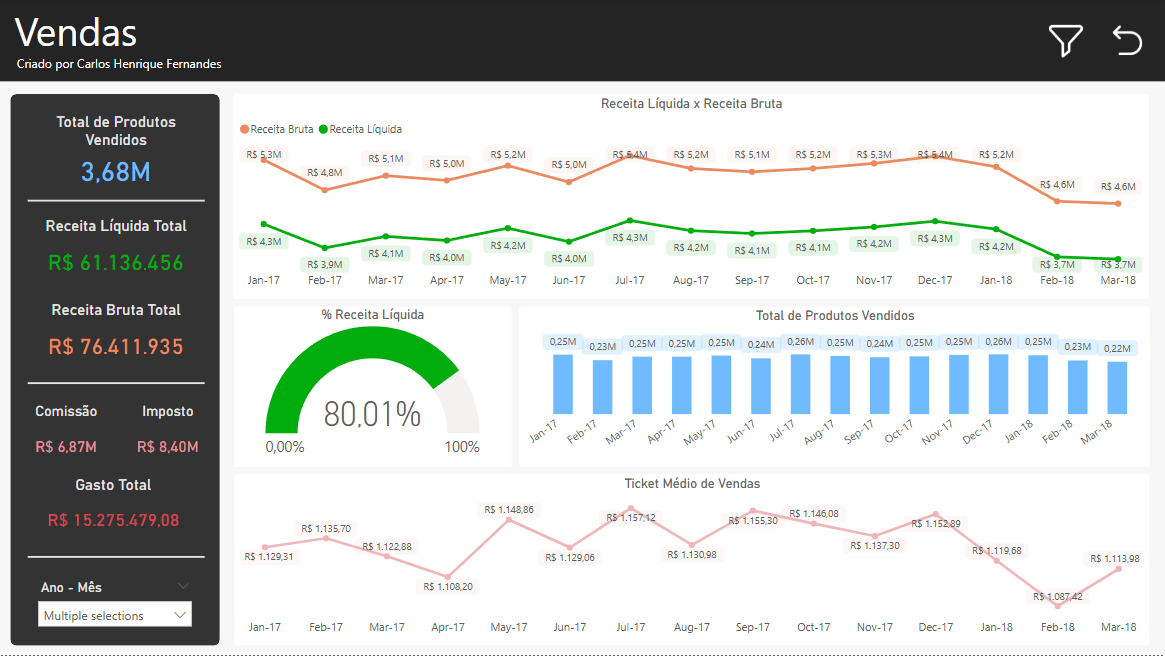 Vendas
Criado por Carlos Henrique Fernandes
Total de Produtos
Vendidos
3,68M
Receita Líquida Total
R$ 61.136.456
Receita Bruta Total
R$ 76.411.935
Comissão Imposto
R$ 6,87M R$ 8,40M
Gasto Total
R$ 15.275.479,08
Ano - Mês
Multiple selections
Receita Líquida x Receita Bruta
Receita Bruta Receita Líquida
R$ 5,3M R$ 4,8M R$ 5,1M R$ 5,0M R$ 5,2M R$ 5,0M R$ 5,4M R$ 5,2M R$ 5,1M R$ 5,2M R$ 5,3M R$ 5,4M R$ 5,2M R$ 4,6M R$ 4,6M
R$ 4,3M R$ 3,9M R$ 4,1M R$ 4,0M R$ 4,2M R$ 4,0M R$ 4,3M R$ 4,2M R$ 4,1M R$ 4,1M R$ 4,2M R$ 4,3M R$ 4,2M R$ 3,7M R$ 3,7M
Jan-17 Feb-17 Mar-17 Apr-17 May-17 Jun-17 Jul-17 Aug-17 Sep-17 Oct-17 Nov-17 Dec-17 Jan-18 Feb-18 Mar-18
% Receita Líquida
80,01%
0,00% 100%
Total de Produtos Vendidos
0,25M 0,23M 0,25M 0,25M 0,25M 0,24M 0,26M 0,25M 0,24M 0,25M 0,25M 0,26M 0,25M 0,23M 0,22M
Jan-17 Feb-17 Mar-17 Apr-17 May-17 Jun-17 Jul-17 Aug-17 Sep-17 Oct-17 Nov-17 Dec-17 Jan-18 Feb-18 Mar-18
Ticket Médio de Vendas
R$ 1.129,31 R$ 1.135,70 R$ 1.122,88 R$ 1.108,20 R$ 1.148,86 R$ 1.129,06 R$ 1.157,12 R$ 1.130,98 R$ 1.155,30 R$ 1.146,08 R$ 1.137,30 R$ 1.152,89 R$ 1.119,68 R$ 1.087,42 R$ 1.113,98
Jan-17 Feb-17 Mar-17 Apr-17 May-17 Jun-17 Jul-17 Aug-17 Sep-17 Oct-17 Nov-17 Dec-17 Jan-18 Feb-18 Mar-18